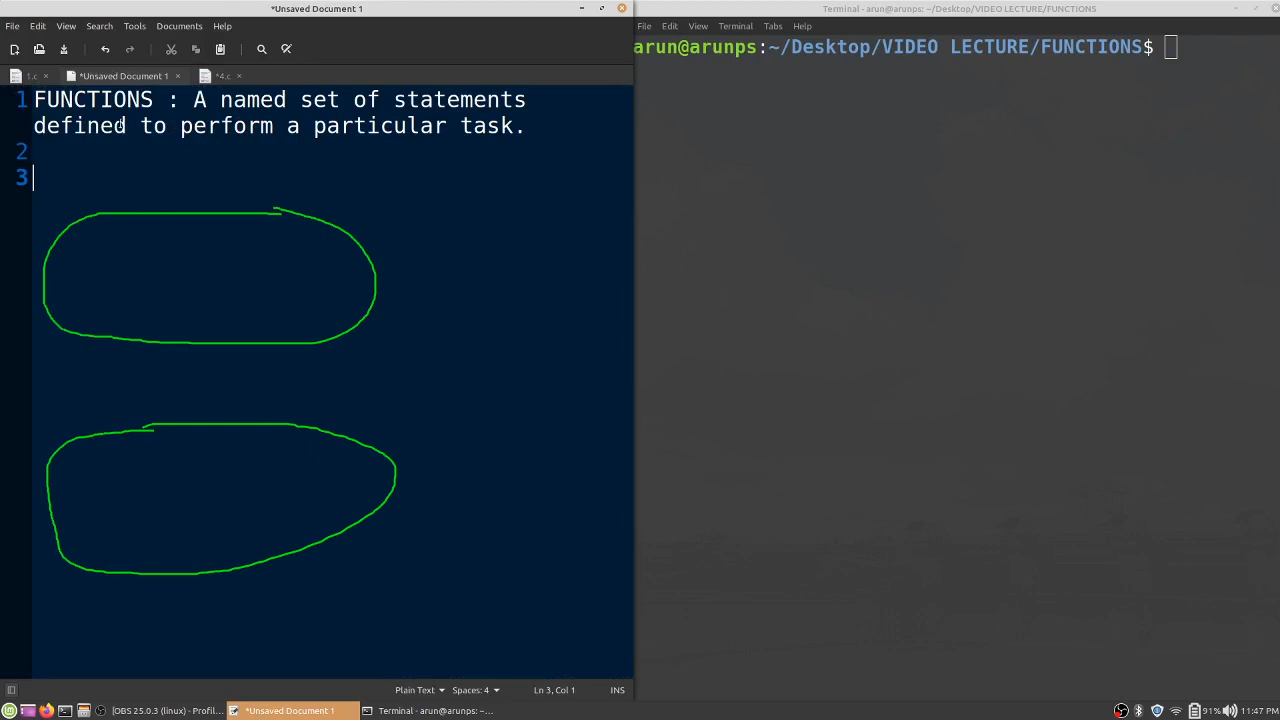 *Unsaved Document 1
File Edit View Search Tools Documents Help
1.c × *Unsaved Document 1 × *4.c ×
1 FUNCTIONS : A named set of statements
defined to perform a particular task.
2
3
Plain Text Spaces: 4 Ln 3, Col 1 INS
Terminal - arun@arunps: ~/Desktop/VIDEO LECTURE/FUNCTIONS
File Edit View Terminal Tabs Help
arun@arunps:~/Desktop/VIDEO LECTURE/FUNCTIONS$
[OBS 25.0.3 (linux) - Profil... *Unsaved Document 1 Terminal - arun@arunps: ~... 91% 11:47 PM